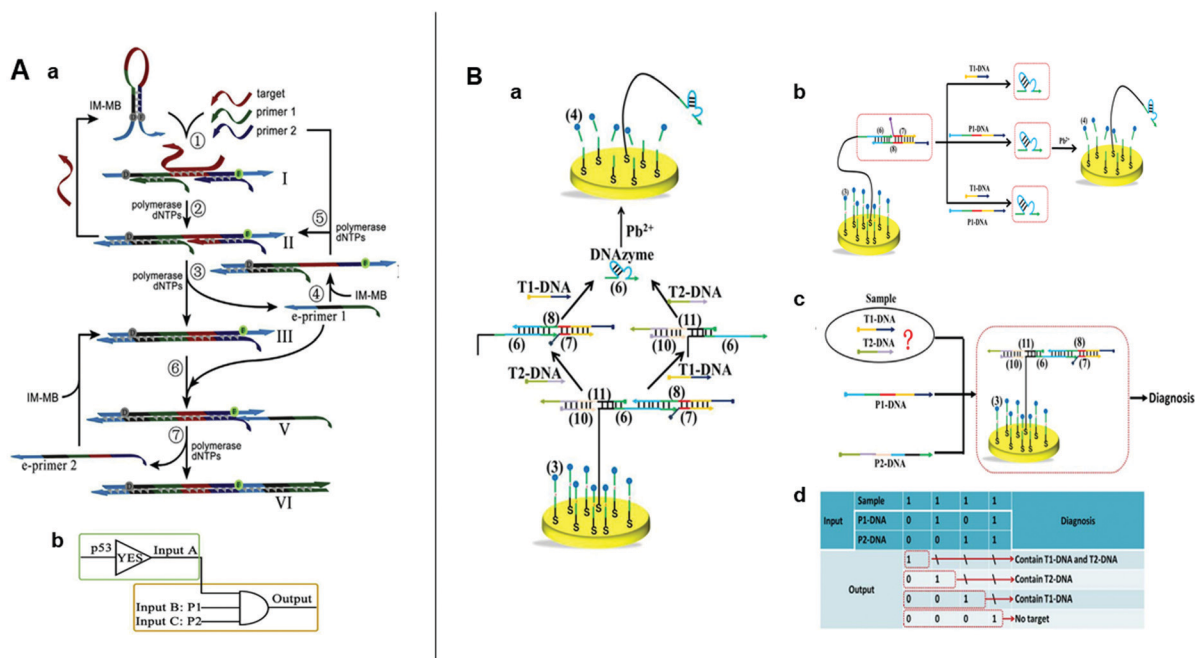 A
a
IM-MB
target
primer 1
primer 2
①
I
polymerase
dNTPs
②
⑤
polymerase
dNTPs
II
polymerase
dNTPs
③
④
IM-MB
e-primer 1
III
⑥
IM-MB
V
⑦
polymerase
dNTPs
e-primer 2
VI
b
p53
YES
Input A
Input B: P1
Input C: P2
Output
B
a
(4)
S S S S S S
Pb²⁺
DNAzyme
(6)
T1-DNA
T2-DNA
(8)
(6)
(7)
(11)
(10)
(6)
T2-DNA
T1-DNA
(11)
(8)
(10)
(6)
(7)
(3)
S S S S S S
b
(6)
(7)
(8)
(3)
T1-DNA
P1-DNA
T1-DNA
P1-DNA
Pb²⁺
(4)
c
Sample
T1-DNA
T2-DNA
?
P1-DNA
P2-DNA
(11)
(8)
(10)
(6)
(7)
(3)
Diagnosis
d
Input Sample 1 1 1 1 Diagnosis
P1-DNA 0 1 0 1
P2-DNA 0 0 1 1
Output
1 \ \ \ Contain T1-DNA and T2-DNA
0 1 \ \ Contain T2-DNA
0 0 1 \ Contain T1-DNA
0 0 0 1 No target